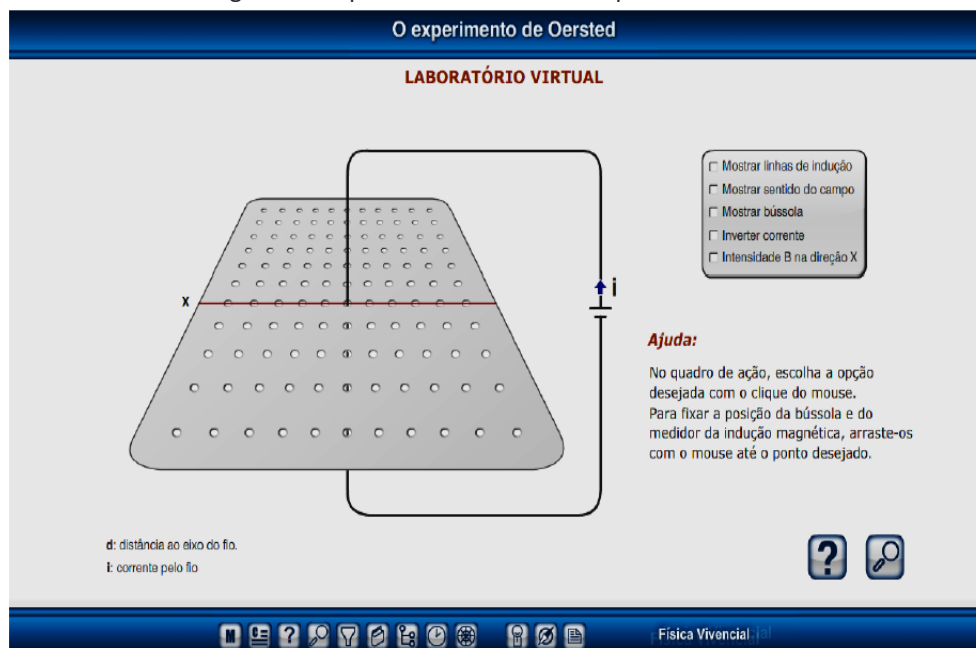 O experimento de Oersted
LABORATÓRIO VIRTUAL
Mostrar linhas de indução
Mostrar sentido do campo
Mostrar bússola
Inverter corrente
Intensidade B na direção X
X
i
Ajuda:
No quadro de ação, escolha a opção
desejada com o clique do mouse.
Para fixar a posição da bússola e do
medidor da indução magnética, arraste-os
com o mouse até o ponto desejado.
d: distância ao eixo do fio.
i: corrente pelo fio
?
M ?
Física Vivencial